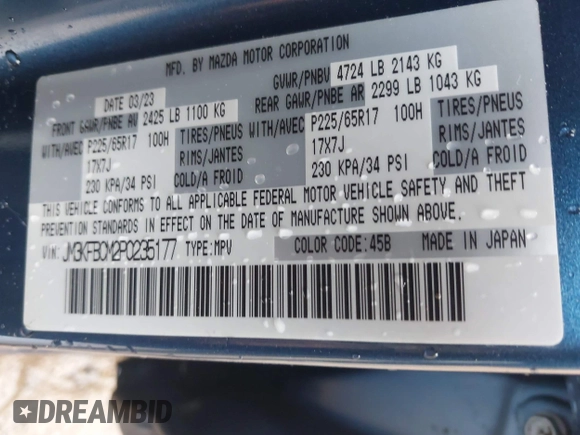 MFD. BY MAZDA MOTOR CORPORATION
DATE 03/23
GVWR/PNBV 4724 LB 2143 KG
FRONT GAWR/PNBE AV 2425 LB 1100 KG
REAR GAWR/PNBE AR 2299 LB 1043 KG
WITH/AVEC P225/65R17 100H TIRES/PNEUS
17X7J RIMS/JANTES
230 KPA/34 PSI COLD/A FROID
WITH/AVEC P225/65R17 100H TIRES/PNEUS
17X7J RIMS/JANTES
230 KPA/34 PSI COLD/A FROID
THIS VEHICLE CONFORMS TO ALL APPLICABLE FEDERAL MOTOR VEHICLE SAFETY AND THEFT
PREVENTION STANDARDS IN EFFECT ON THE DATE OF MANUFACTURE SHOWN ABOVE.
VIN: JM3KFBCM2P0235177 TYPE: MPV COLOR CODE: 45B MADE IN JAPAN
DREAMBID